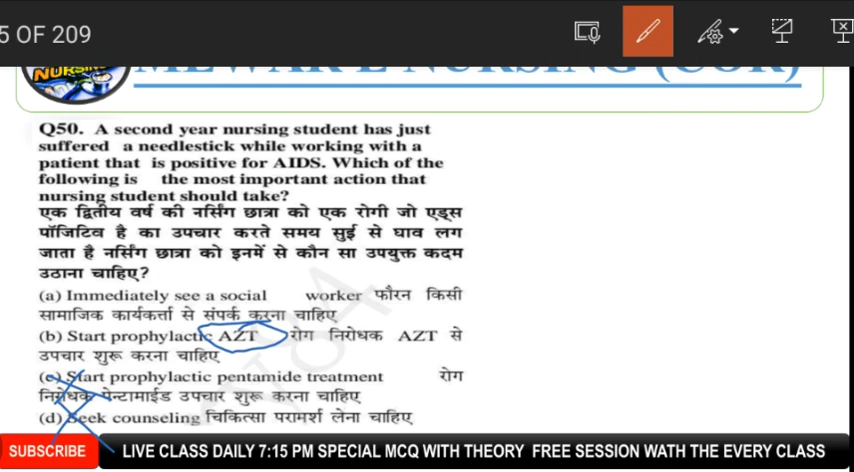 5 OF 209
NURSING
MEWAR E NURSING (UOR)
Q50. A second year nursing student has just
suffered a needlestick while working with a
patient that is positive for AIDS. Which of the
following is the most important action that
nursing student should take?
एक द्वितीय वर्ष की नर्सिंग छात्रा को एक रोगी जो एड्स
पॉजिटिव है का उपचार करते समय सुई से घाव लग
जाता है नर्सिंग छात्रा को इनमें से कौन सा उपयुक्त कदम
उठाना चाहिए?
(a) Immediately see a social worker फौरन किसी
सामाजिक कार्यकर्त्ता से संपर्क करना चाहिए
(b) Start prophylactic AZT रोग निरोधक AZT से
उपचार शुरू करना चाहिए
(c) Start prophylactic pentamide treatment रोग
निरोधक पेन्टामाईड उपचार शुरू करना चाहिए
(d) Seek counseling चिकित्सा परामर्श लेना चाहिए
SUBSCRIBE LIVE CLASS DAILY 7:15 PM SPECIAL MCQ WITH THEORY FREE SESSION WATH THE EVERY CLASS